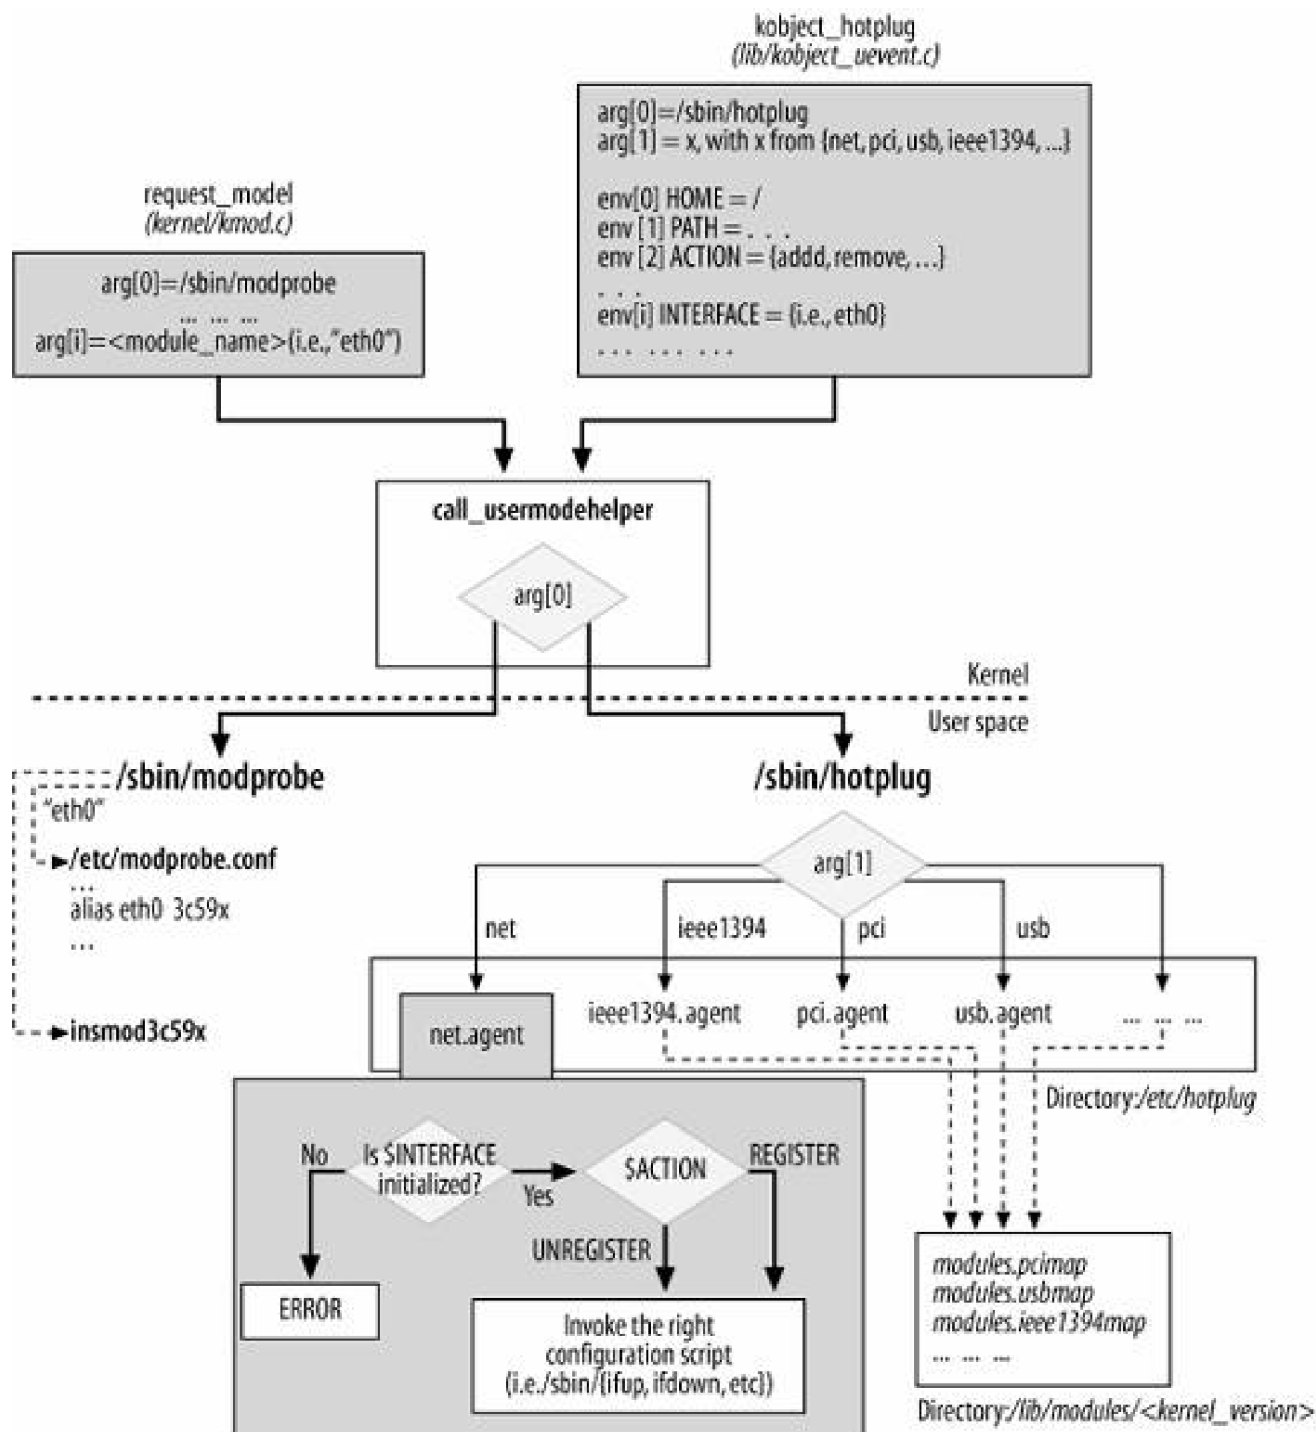 kobject_hotplug
(lib/kobject_uevent.c)
arg[0]=/sbin/hotplug
arg[1] = x, with x from {net, pci, usb, ieee1394, ...}
env[0] HOME = /
env [1] PATH = . . .
env [2] ACTION = {addd, remove, ...}
. . .
env[i] INTERFACE = {i.e., eth0}
... ... ...
request_model
(kernel/kmod.c)
arg[0]=/sbin/modprobe
... ... ...
arg[i]=<module_name>(i.e.,"eth0")
call_usermodehelper
arg[0]
Kernel
User space
/sbin/modprobe
"eth0"
/etc/modprobe.conf
...
alias eth0 3c59x
...
insmod3c59x
/sbin/hotplug
arg[1]
net
ieee1394
pci
usb
net.agent
ieee1394.agent
pci.agent
usb.agent
... ... ...
Directory:/etc/hotplug
No
Is $INTERFACE
initialized?
Yes
$ACTION
REGISTER
UNREGISTER
ERROR
Invoke the right
configuration script
(i.e./sbin/{ifup, ifdown, etc})
modules.pcimap
modules.usbmap
modules.ieee1394map
... ... ...
Directory:/lib/modules/<kernel_version>